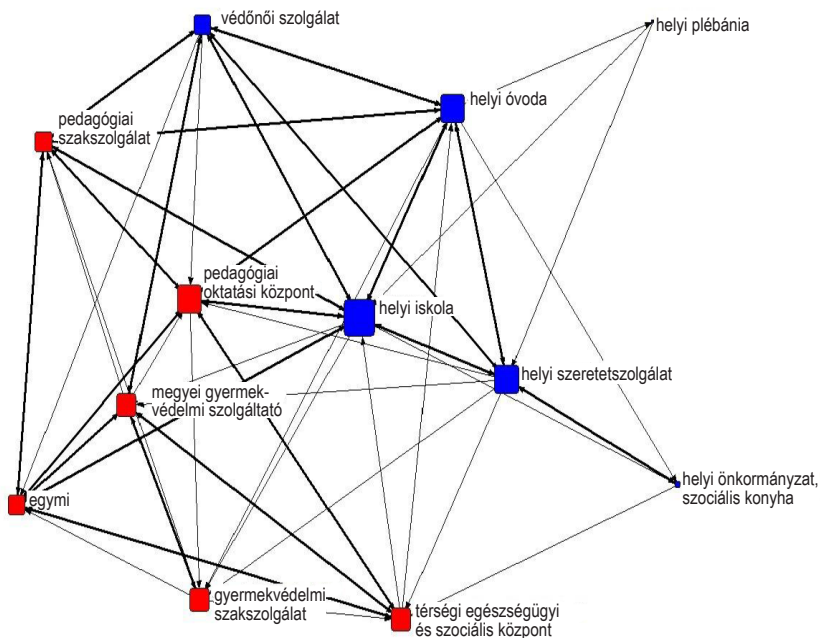 védőnői szolgálat
helyi plébánia
helyi óvoda
pedagógiai
szakszolgálat
pedagógiai
oktatási központ
helyi iskola
helyi szeretetszolgálat
megyei gyermek-
védelmi szolgáltató
helyi önkormányzat,
szociális konyha
egymi
gyermekvédelmi
szakszolgálat
térségi egészségügyi
és szociális központ